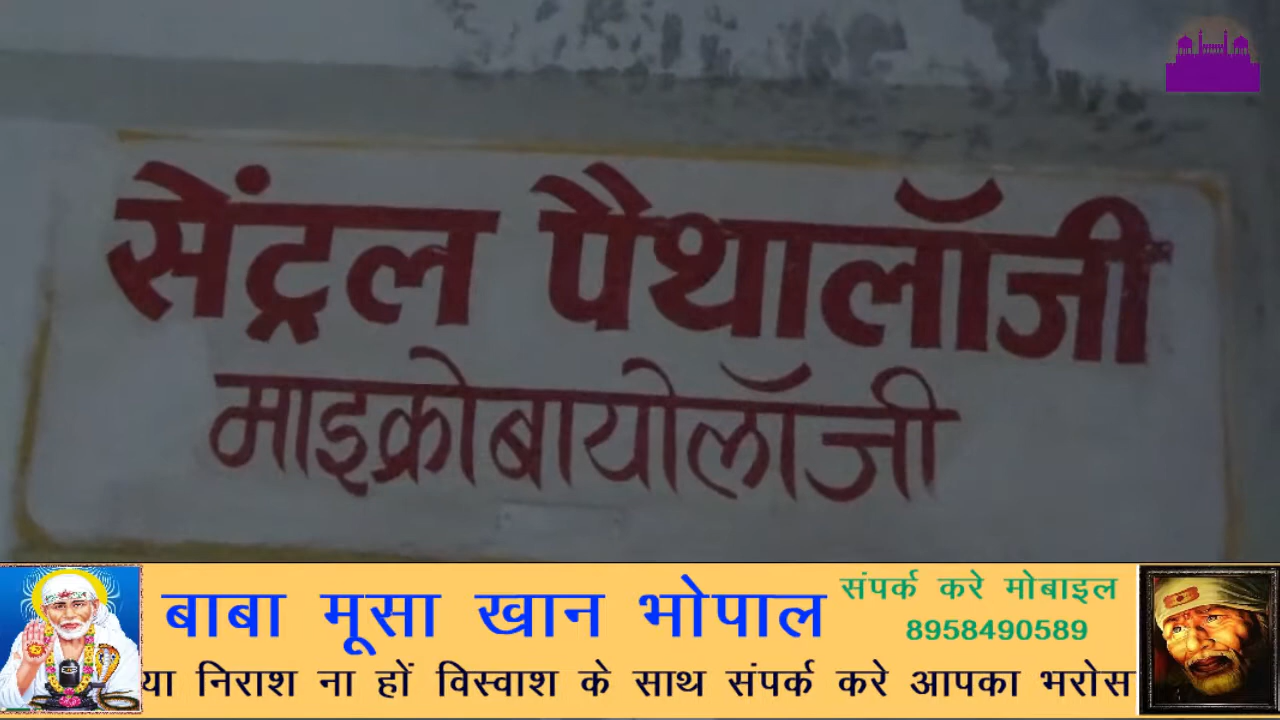 सेंट्रल पैथालॉजी
माइक्रोबायोलॉजी
बाबा मूसा खान भोपाल
संपर्क करे मोबाइल
8958490589
या निराश ना हों विस्वाश के साथ संपर्क करे आपका भरोस